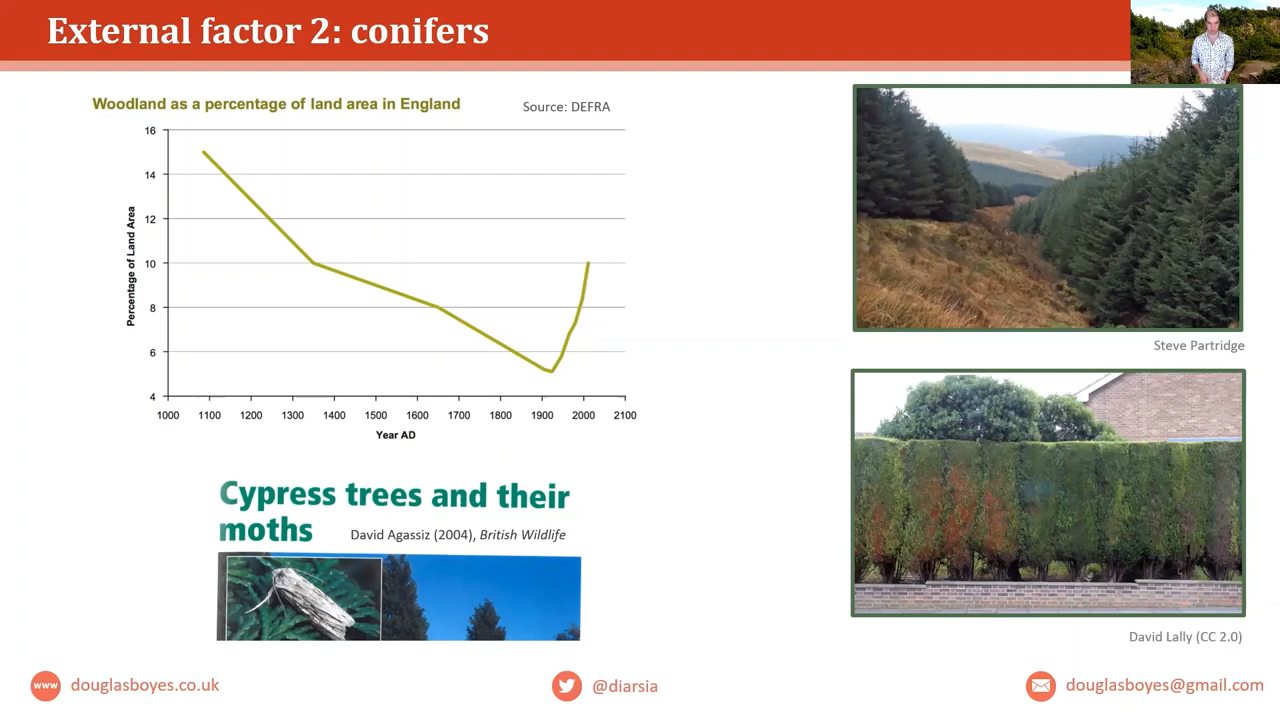 External factor 2: conifers
Woodland as a percentage of land area in England
Source: DEFRA
16
14
12
10
8
6
4
Percentage of Land Area
1000 1100 1200 1300 1400 1500 1600 1700 1800 1900 2000 2100
Year AD
Steve Partridge
Cypress trees and their
moths
David Agassiz (2004), British Wildlife
David Lally (CC 2.0)
www douglasboyes.co.uk
@diarsia
douglasboyes@gmail.com